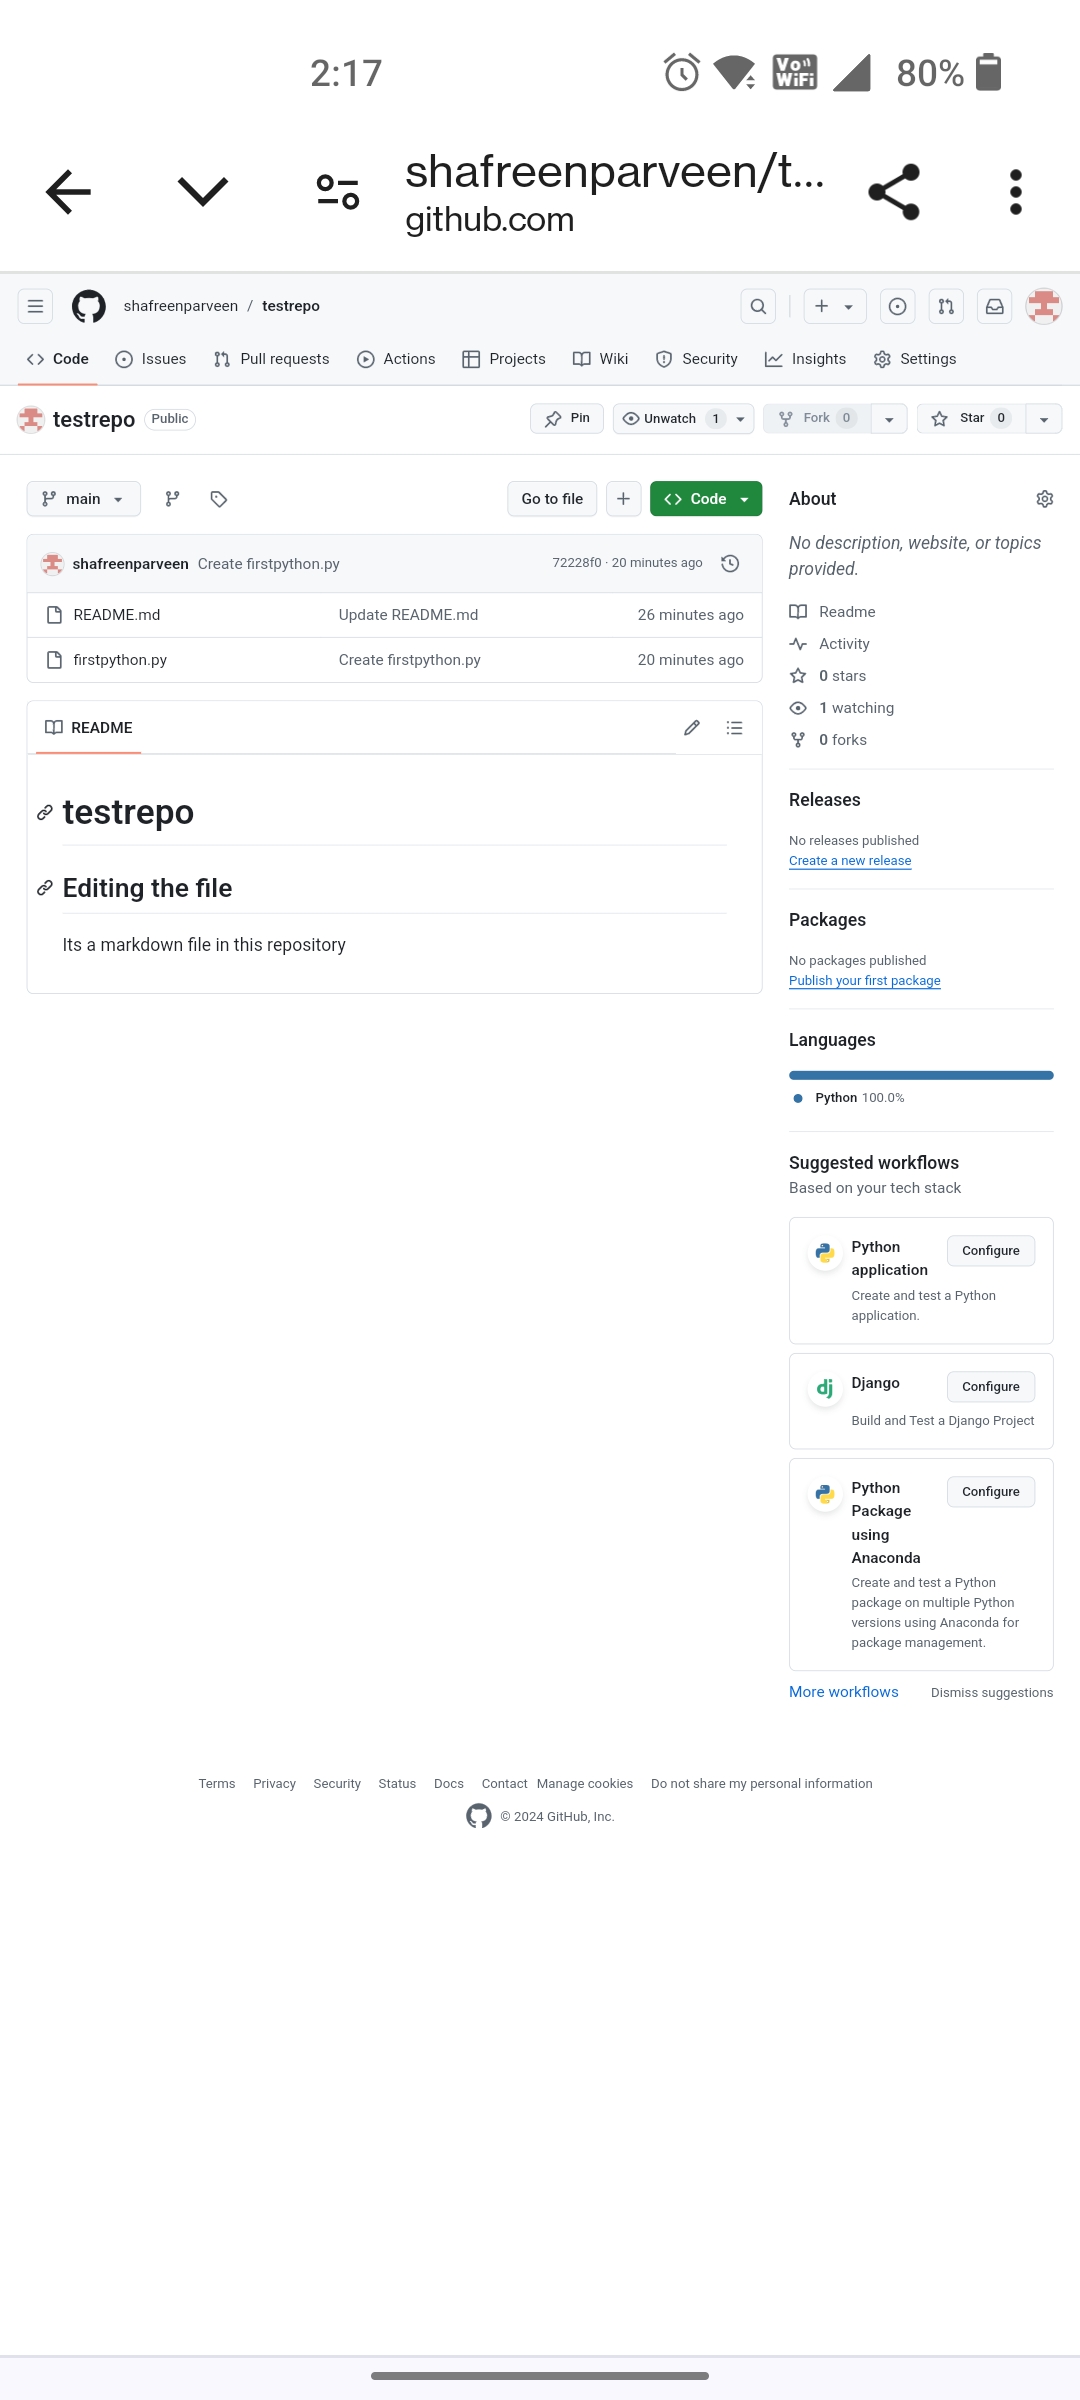 2:17
Vo WiFi
80%
shafreenparveen/t...
github.com
shafreenparveen / testrepo
Code Issues Pull requests Actions Projects Wiki Security Insights Settings
testrepo Public
Pin Unwatch 1 Fork 0 Star 0
main Go to file Code
shafreenparveen Create firstpython.py 72228f0 · 20 minutes ago
README.md Update README.md 26 minutes ago
firstpython.py Create firstpython.py 20 minutes ago
README
testrepo
Editing the file
Its a markdown file in this repository
About
No description, website, or topics
provided.
Readme
Activity
0 stars
1 watching
0 forks
Releases
No releases published
Create a new release
Packages
No packages published
Publish your first package
Languages
Python 100.0%
Suggested workflows
Based on your tech stack
Python
application
Configure
Create and test a Python
application.
dj
Django
Configure
Build and Test a Django Project
Python
Package
using
Anaconda
Configure
Create and test a Python
package on multiple Python
versions using Anaconda for
package management.
More workflows Dismiss suggestions
Terms Privacy Security Status Docs Contact Manage cookies Do not share my personal information
© 2024 GitHub, Inc.